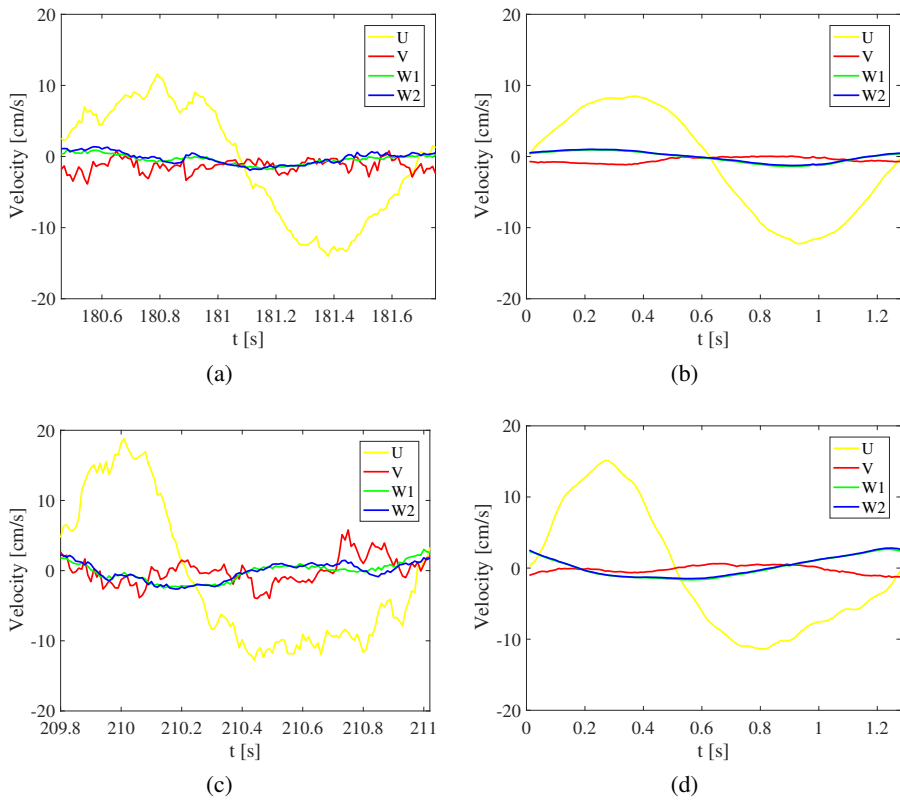 20
10
0
-10
-20
Velocity [cm/s]
180.6 180.8 181 181.2 181.4 181.6
t [s]
U
V
W1
W2
(a)
20
10
0
-10
-20
Velocity [cm/s]
0 0.2 0.4 0.6 0.8 1 1.2
t [s]
U
V
W1
W2
(b)
20
10
0
-10
-20
Velocity [cm/s]
209.8 210 210.2 210.4 210.6 210.8 211
t [s]
U
V
W1
W2
(c)
20
10
0
-10
-20
Velocity [cm/s]
0 0.2 0.4 0.6 0.8 1 1.2
t [s]
U
V
W1
W2
(d)